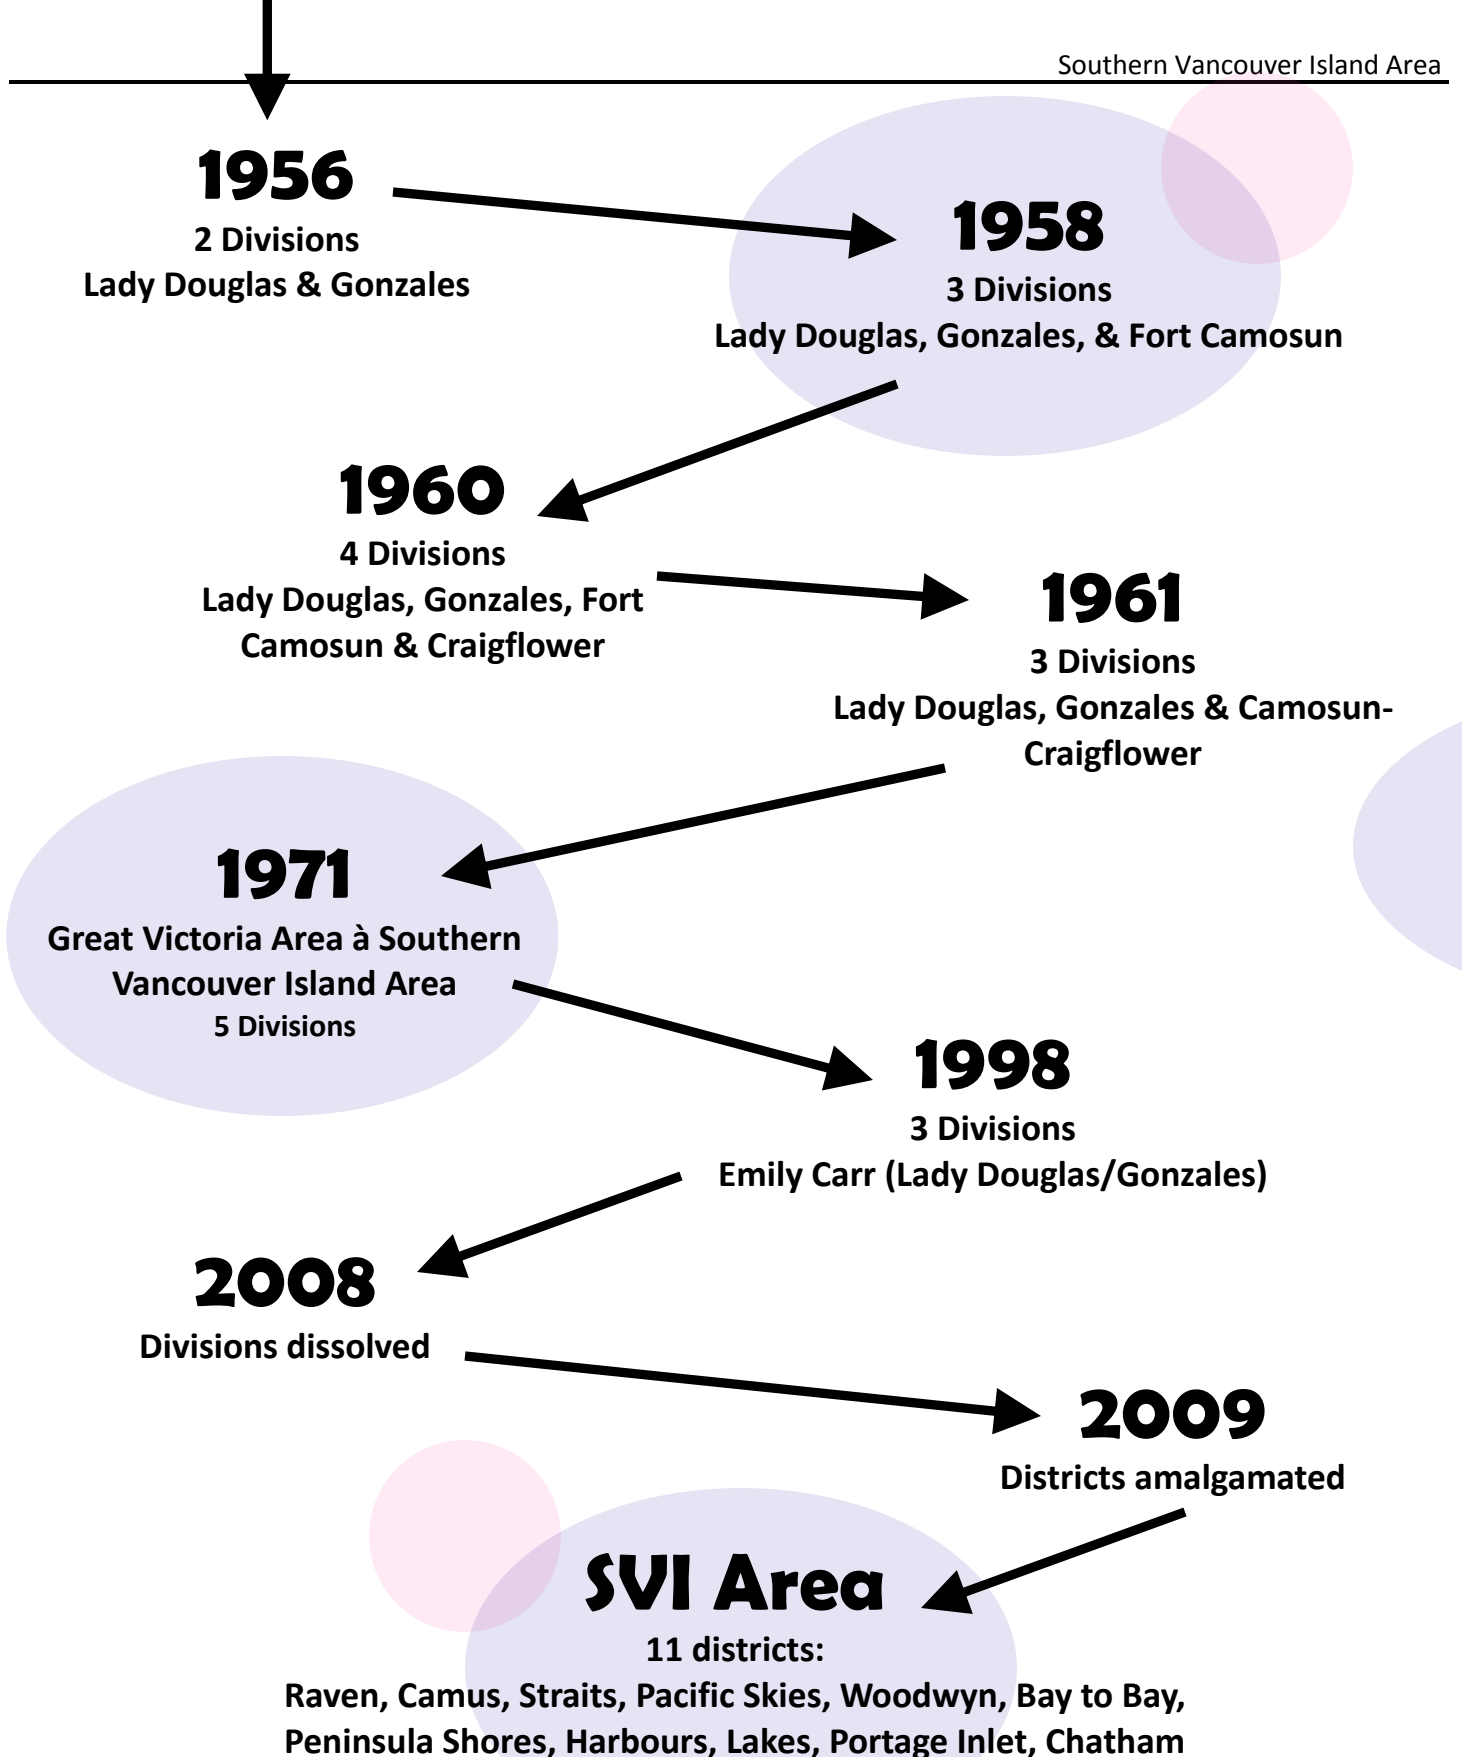 Southern Vancouver Island Area
1956
2 Divisions
Lady Douglas & Gonzales
1958
3 Divisions
Lady Douglas, Gonzales, & Fort Camosun
1960
4 Divisions
Lady Douglas, Gonzales, Fort
Camosun & Craigflower
1961
3 Divisions
Lady Douglas, Gonzales & Camosun-
Craigflower
1971
Great Victoria Area à Southern
Vancouver Island Area
5 Divisions
1998
3 Divisions
Emily Carr (Lady Douglas/Gonzales)
2008
Divisions dissolved
2009
Districts amalgamated
SVI Area
11 districts:
Raven, Camus, Straits, Pacific Skies, Woodwyn, Bay to Bay,
Peninsula Shores, Harbours, Lakes, Portage Inlet, Chatham